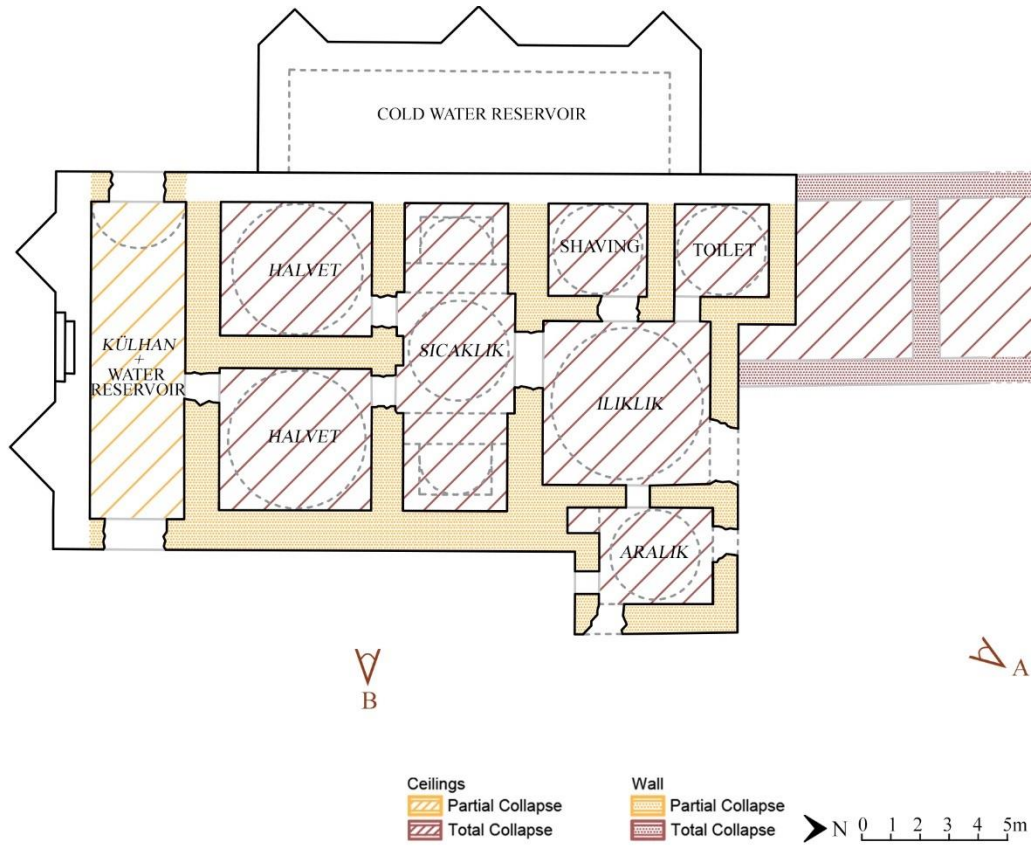 COLD WATER RESERVOIR
SHAVING
TOILET
HALVET
KÜLHAN
+
WATER
RESERVOIR
SICAKLIK
ILIKLIK
HALVET
ARALIK
A
B
Ceilings
Partial Collapse
Total Collapse
Wall
Partial Collapse
Total Collapse
N 0 1 2 3 4 5m